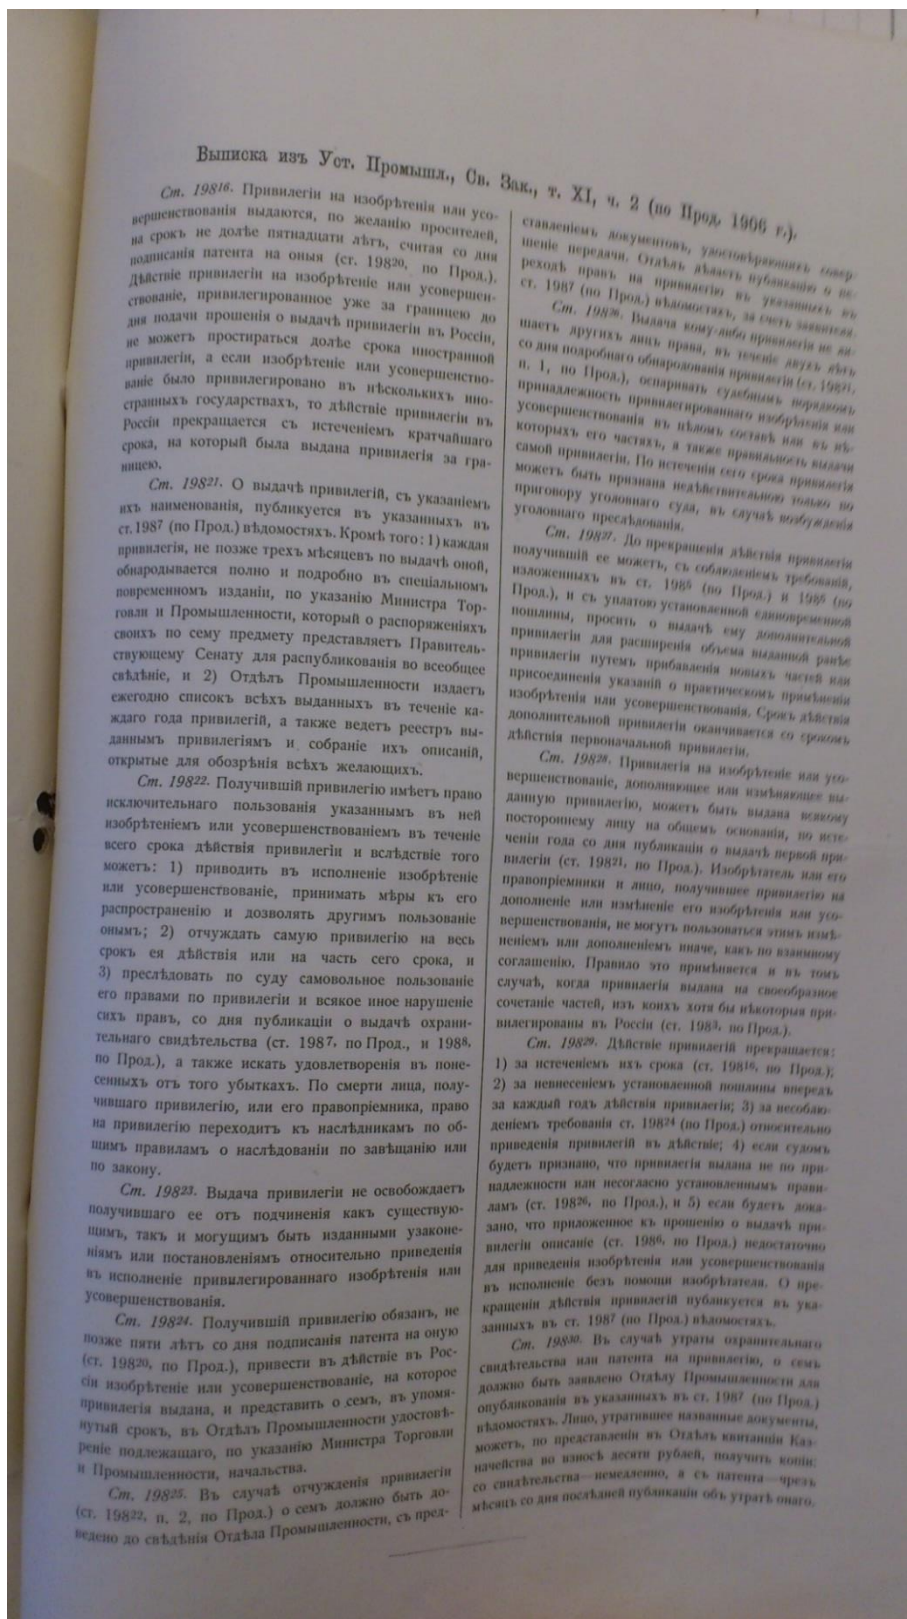 Выписка изъ Уст. Промышл., Св. Зак., т. XI, ч. 2 (по Прод. 1906 г.).
Ст. 198¹⁶. Привилегіи на изобрѣтенія или усо-
вершенствованія выдаются, по желанію просителей,
на срокъ не долѣе пятнадцати лѣтъ, считая со дня
подписанія патента на оныя (ст. 198²⁰, по Прод.).
Дѣйствіе привилегіи на изобрѣтеніе или усовершен-
ствованіе, привилегированное уже за границею до
дня подачи прошенія о выдачѣ привилегіи въ Россіи,
не можетъ простираться долѣе срока иностранной
привилегіи, а если изобрѣтеніе или усовершенство-
ваніе было привилегировано въ нѣсколькихъ ино-
странныхъ государствахъ, то дѣйствіе привилегіи въ
Россіи прекращается съ истеченіемъ кратчайшаго
срока, на который была выдана привилегія за гра-
ницею.
Ст. 198²¹. О выдачѣ привилегій, съ указаніемъ
ихъ наименованія, публикуется въ указанныхъ въ
ст. 198⁷ (по Прод.) вѣдомостяхъ. Кромѣ того: 1) каждая
привилегія, не позже трехъ мѣсяцевъ по выдачѣ оной,
обнародывается полно и подробно въ спеціальномъ
повременномъ изданіи, по указанію Министра Тор-
говли и Промышленности, который о распоряженіяхъ
своихъ по сему предмету представляетъ Правитель-
ствующему Сенату для распубликованія во всеобщее
свѣдѣніе, и 2) Отдѣлъ Промышленности издаетъ
ежегодно списокъ всѣхъ выданныхъ въ теченіе ка-
ждаго года привилегій, а также ведетъ реестръ вы-
даннымъ привилегіямъ и собраніе ихъ описаній,
открытые для обозрѣнія всѣхъ желающихъ.
Ст. 198²². Получившій привилегію имѣетъ право
исключительнаго пользованія указаннымъ въ ней
изобрѣтеніемъ или усовершенствованіемъ въ теченіе
всего срока дѣйствія привилегіи и вслѣдствіе того
можетъ: 1) приводить въ исполненіе изобрѣтеніе
или усовершенствованіе, принимать мѣры къ его
распространенію и дозволять другимъ пользованіе
онымъ; 2) отчуждать самую привилегію на весь
срокъ ея дѣйствія или на часть сего срока, и
3) преслѣдовать по суду самовольное пользованіе
его правами по привилегіи и всякое иное нарушеніе
сихъ правъ, со дня публикаціи о выдачѣ охрани-
тельнаго свидѣтельства (ст. 198⁷, по Прод., и 198⁸,
по Прод.), а также искать удовлетворенія въ поне-
сенныхъ отъ того убыткахъ. По смерти лица, полу-
чившаго привилегію, или его правопріемника, право
на привилегію переходитъ къ наслѣдникамъ по об-
щимъ правиламъ о наслѣдованіи по завѣщанію или
по закону.
Ст. 198²³. Выдача привилегіи не освобождаетъ
получившаго ее отъ подчиненія какъ существую-
щимъ, такъ и могущимъ быть изданными узаконе-
ніямъ или постановленіямъ относительно приведенія
въ исполненіе привилегированнаго изобрѣтенія или
усовершенствованія.
Ст. 198²⁴. Получившій привилегію обязанъ, не
позже пяти лѣтъ со дня подписанія патента на оную
(ст. 198²⁰, по Прод.), привести въ дѣйствіе въ Рос-
сіи изобрѣтеніе или усовершенствованіе, на которое
привилегія выдана, и представить о семъ, въ упомя-
нутый срокъ, въ Отдѣлъ Промышленности удостовѣ-
реніе подлежащаго, по указанію Министра Торговли
и Промышленности, начальства.
Ст. 198²⁵. Въ случаѣ отчужденія привилегіи
(ст. 198²², п. 2, по Прод.) о семъ должно быть до-
ведено до свѣдѣнія Отдѣла Промышленности, съ пред-
ставленіемъ документовъ, удостовѣряющихъ совер-
шеніе передачи. Отдѣлъ дѣлаетъ публикацію о пе-
реходѣ правъ на привилегію въ указанныхъ въ
ст. 198⁷ (по Прод.) вѣдомостяхъ, за счетъ заявителя.
Ст. 198²⁶. Выдача кому-либо привилегіи не ли-
шаетъ другихъ лицъ права, въ теченіе двухъ лѣтъ
со дня подробнаго обнародованія привилегіи (ст. 198²¹,
п. 1, по Прод.), оспаривать судебнымъ порядкомъ
принадлежность привилегированнаго изобрѣтенія или
усовершенствованія въ цѣломъ составѣ или въ нѣ-
которыхъ его частяхъ, а также правильность выдачи
самой привилегіи. По истеченіи сего срока привилегія
можетъ быть признана недѣйствительною только по
приговору уголовнаго суда, въ случаѣ возбужденія
уголовнаго преслѣдованія.
Ст. 198²⁷. До прекращенія дѣйствія привилегіи
получившій ее можетъ, съ соблюденіемъ требованій,
изложенныхъ въ ст. 198⁵ (по Прод.) и 198⁶ (по
Прод.), и съ уплатою установленной единовременной
пошлины, просить о выдачѣ ему дополнительной
привилегіи для расширенія объема выданной ранѣе
привилегіи путемъ прибавленія новыхъ частей или
присоединенія указаній о практическомъ примѣненіи
изобрѣтенія или усовершенствованія. Срокъ дѣйствія
дополнительной привилегіи оканчивается со срокомъ
дѣйствія первоначальной привилегіи.
Ст. 198²⁸. Привилегія на изобрѣтеніе или усо-
вершенствованіе, дополняющее или измѣняющее вы-
данную привилегію, можетъ быть выдана всякому
постороннему лицу на общемъ основаніи, по исте-
ченіи года со дня публикаціи о выдачѣ первой при-
вилегіи (ст. 198²¹, по Прод.). Изобрѣтатель или его
правопріемники и лицо, получившее привилегію на
дополненіе или измѣненіе его изобрѣтенія или усо-
вершенствованія, не могутъ пользоваться этимъ измѣ-
неніемъ или дополненіемъ иначе, какъ по взаимному
соглашенію. Правило это примѣняется и въ томъ
случаѣ, когда привилегія выдана на своеобразное
сочетаніе частей, изъ коихъ хотя бы нѣкоторыя при-
вилегированы въ Россіи (ст. 198³, по Прод.).
Ст. 198²⁹. Дѣйствіе привилегій прекращается:
1) за истеченіемъ ихъ срока (ст. 198¹⁶, по Прод.);
2) за невнесеніемъ установленной пошлины впередъ
за каждый годъ дѣйствія привилегіи; 3) за несоблю-
деніемъ требованія ст. 198²⁴ (по Прод.) относительно
приведенія привилегій въ дѣйствіе; 4) если судомъ
будетъ признано, что привилегія выдана не по при-
надлежности или несогласно установленнымъ прави-
ламъ (ст. 198²⁶, по Прод.), и 5) если будетъ дока-
зано, что приложенное къ прошенію о выдачѣ при-
вилегіи описаніе (ст. 198⁶, по Прод.) недостаточно
для приведенія изобрѣтенія или усовершенствованія
въ исполненіе безъ помощи изобрѣтателя. О пре-
кращеніи дѣйствія привилегій публикуется въ ука-
занныхъ въ ст. 198⁷ (по Прод.) вѣдомостяхъ.
Ст. 198³⁰. Въ случаѣ утраты охранительнаго
свидѣтельства или патента на привилегію, о семъ
должно быть заявлено Отдѣлу Промышленности для
опубликованія въ указанныхъ въ ст. 198⁷ (по Прод.)
вѣдомостяхъ. Лицо, утратившее названные документы,
можетъ, по представленіи въ Отдѣлъ квитанціи Каз-
начейства во взносѣ десяти рублей, получить копіи:
со свидѣтельства—немедленно, а съ патента—чрезъ
мѣсяцъ со дня послѣдней публикаціи объ утратѣ онаго.